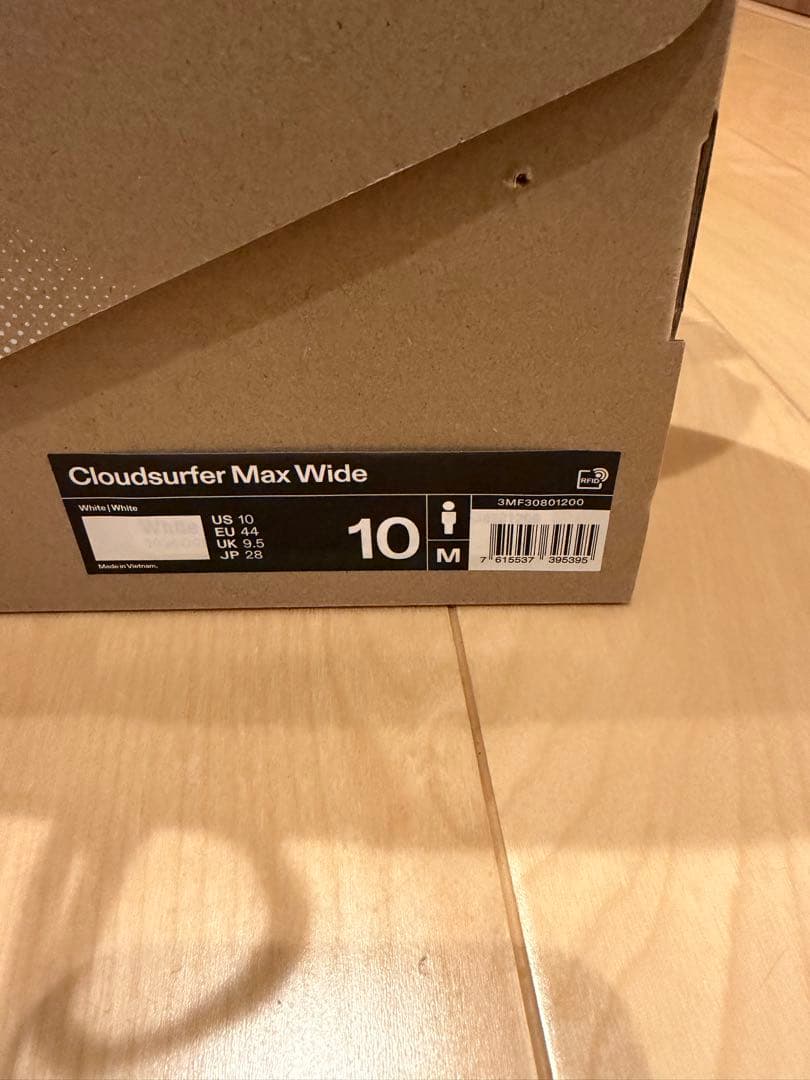 Cloudsurfer Max Wide
RFID
White | White
White
US 10
EU 44
UK 9.5
JP 28
Made in Vietnam.
10
M
3MF30801200
7 615537 395395